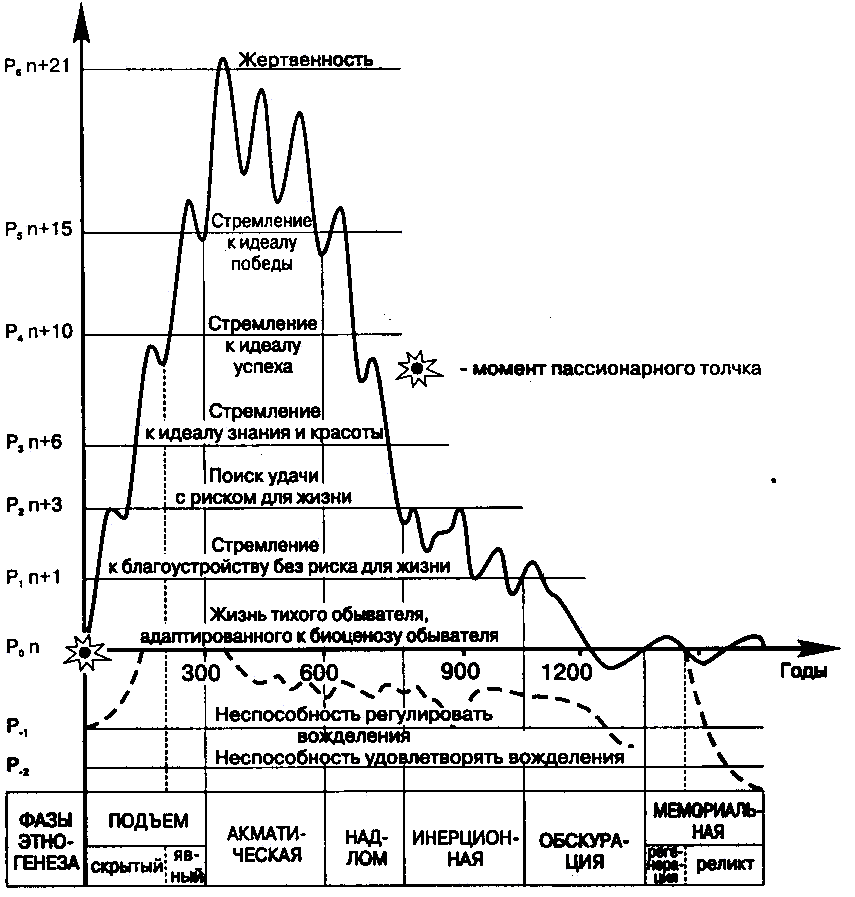 P₆ n+21
Жертвенность
P₅ n+15
Стремление
к идеалу
победы
P₄ n+10
Стремление
к идеалу
успеха
- момент пассионарного толчка
Стремление
к идеалу знания и красоты
P₃ n+6
Поиск удачи
с риском для жизни
P₂ n+3
Стремление
к благоустройству без риска для жизни
P₁ n+1
Жизнь тихого обывателя,
адаптированного к биоценозу обывателя
P₀ n
300 600 900 1200 Годы
Неспособность регулировать
вожделения
P₋₁
Неспособность удовлетворять вожделения
P₋₂
ФАЗЫ
ЭТНО-
ГЕНЕЗА
ПОДЪЕМ
скрытый
яв-
ный
АКМАТИ-
ЧЕСКАЯ
НАД-
ЛОМ
ИНЕРЦИОН-
НАЯ
ОБСКУРА-
ЦИЯ
МЕМОРИАЛЬ-
НАЯ
реге-
нера-
ция
реликт